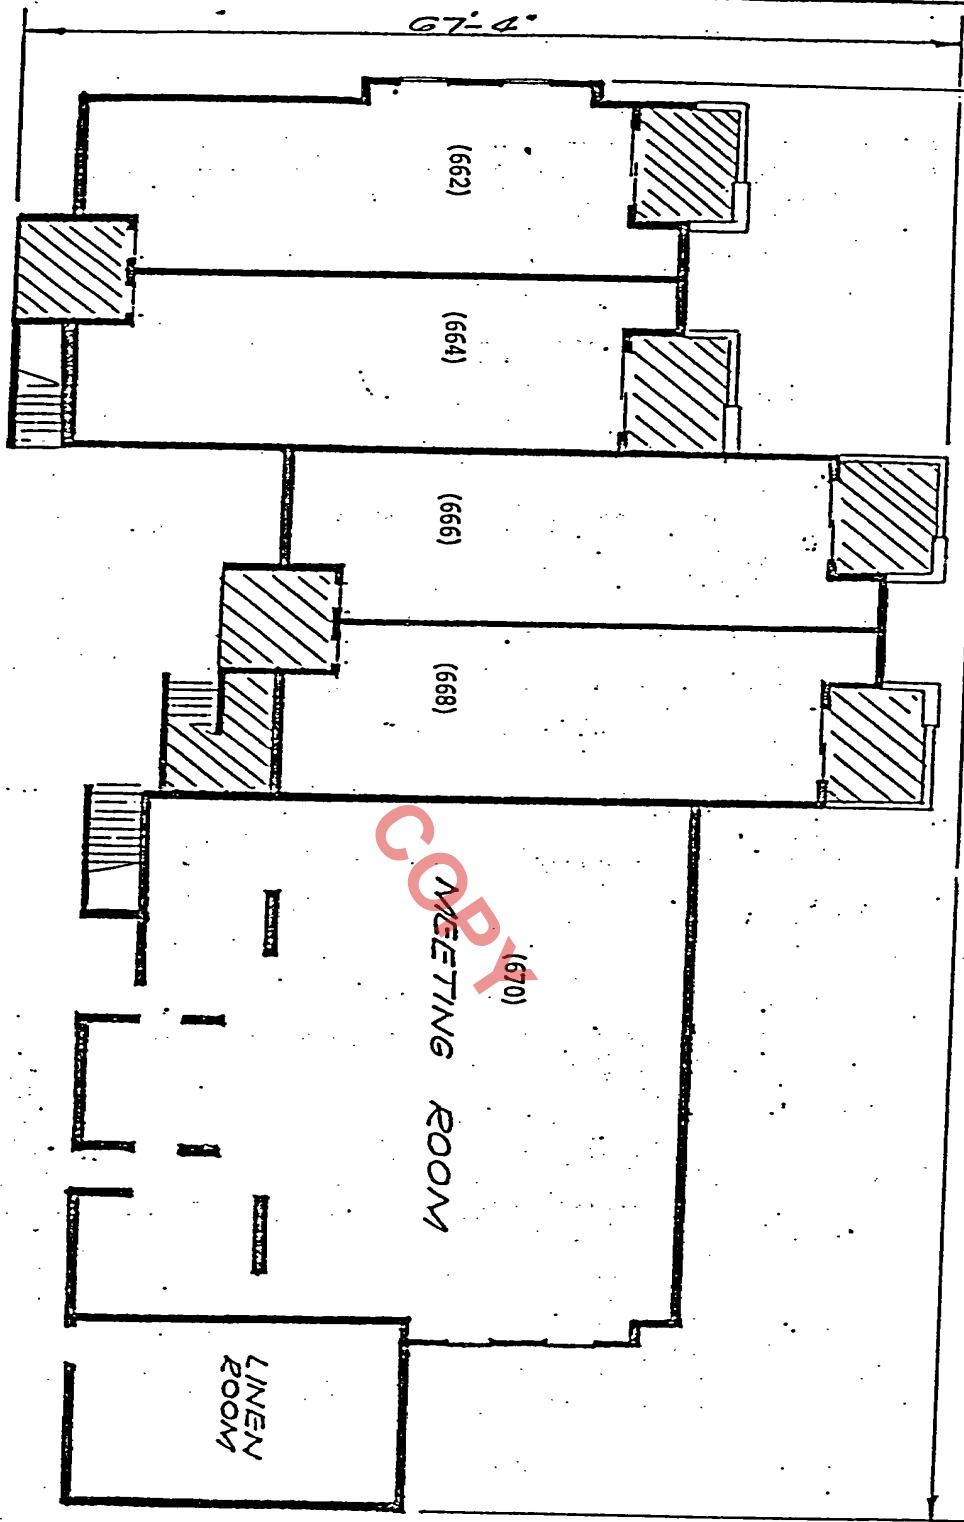 67'-4"
(662)
(664)
(666)
(668)
(670)
MEETING ROOM
COPY
LINEN
ROOM